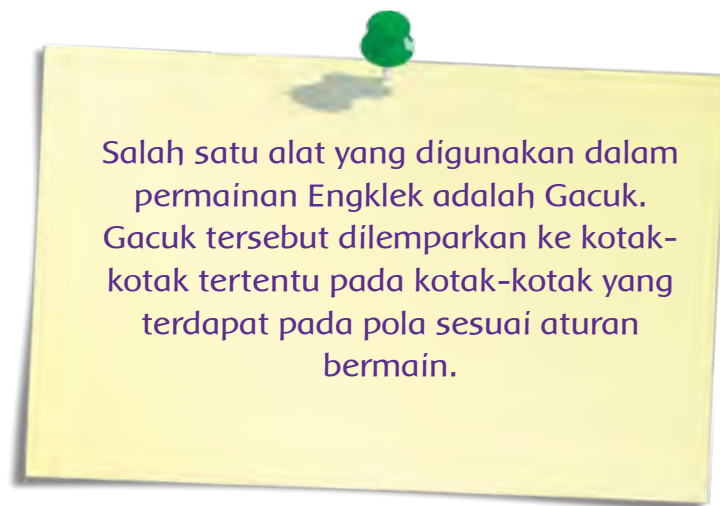 Salah satu alat yang digunakan dalam
permainan Engklek adalah Gacuk.
Gacuk tersebut dilemparkan ke kotak-
kotak tertentu pada kotak-kotak yang
terdapat pada pola sesuai aturan
bermain.